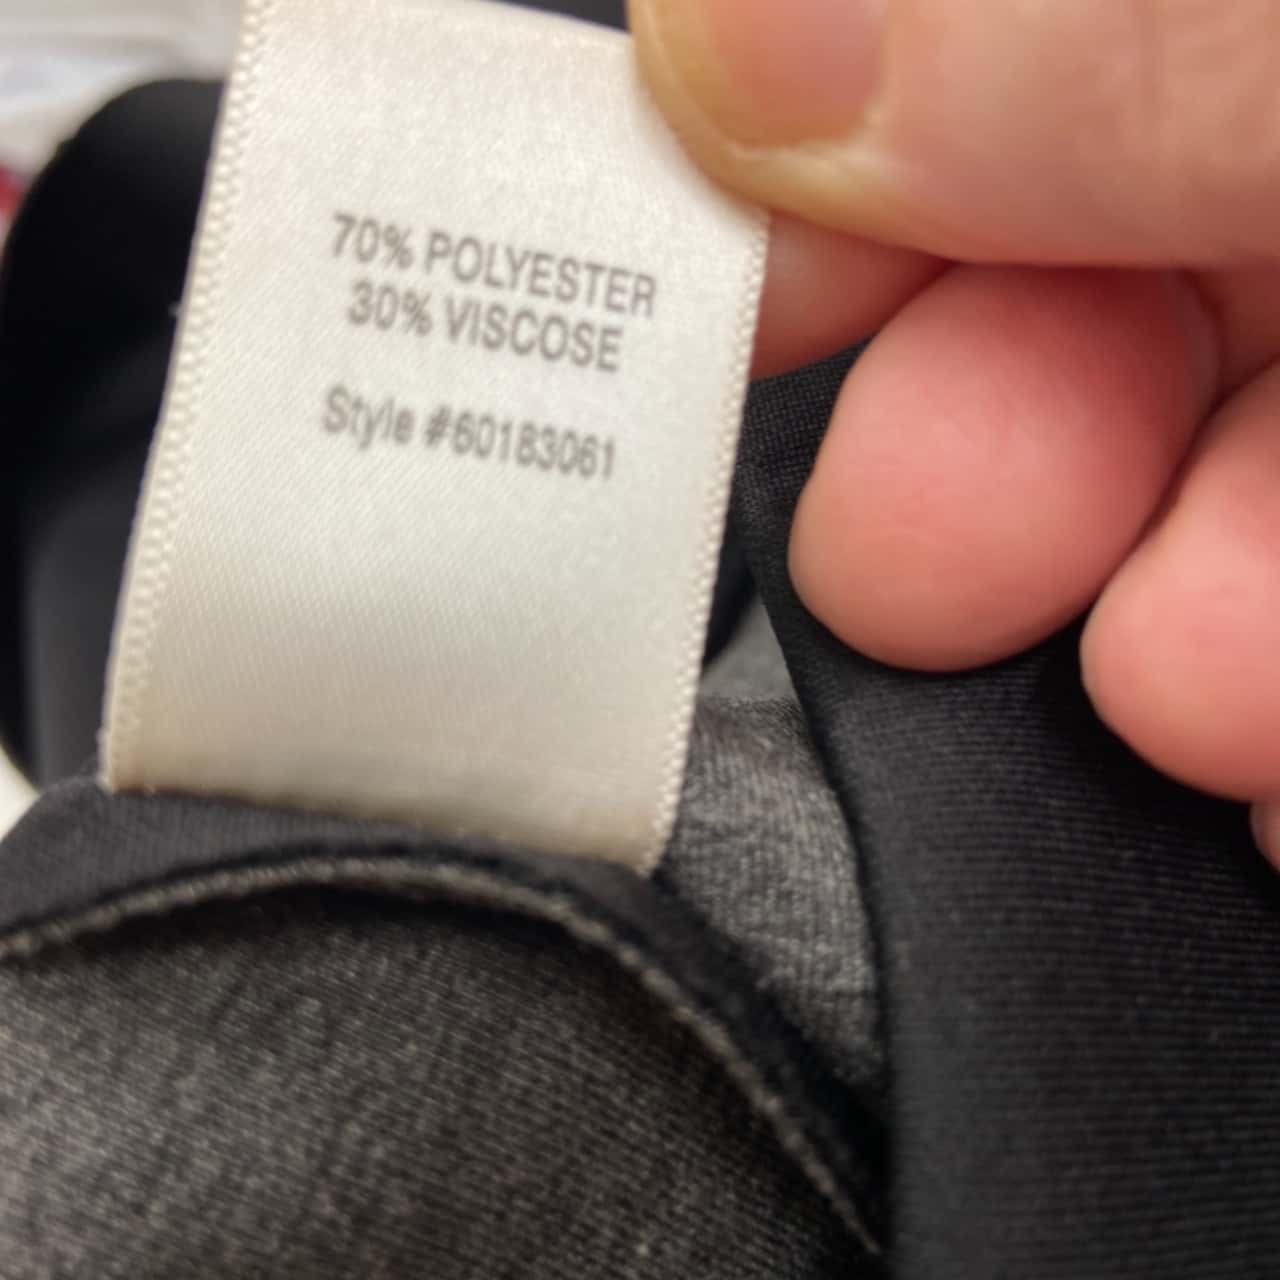 70% POLYESTER
30% VISCOSE
Style #60183061